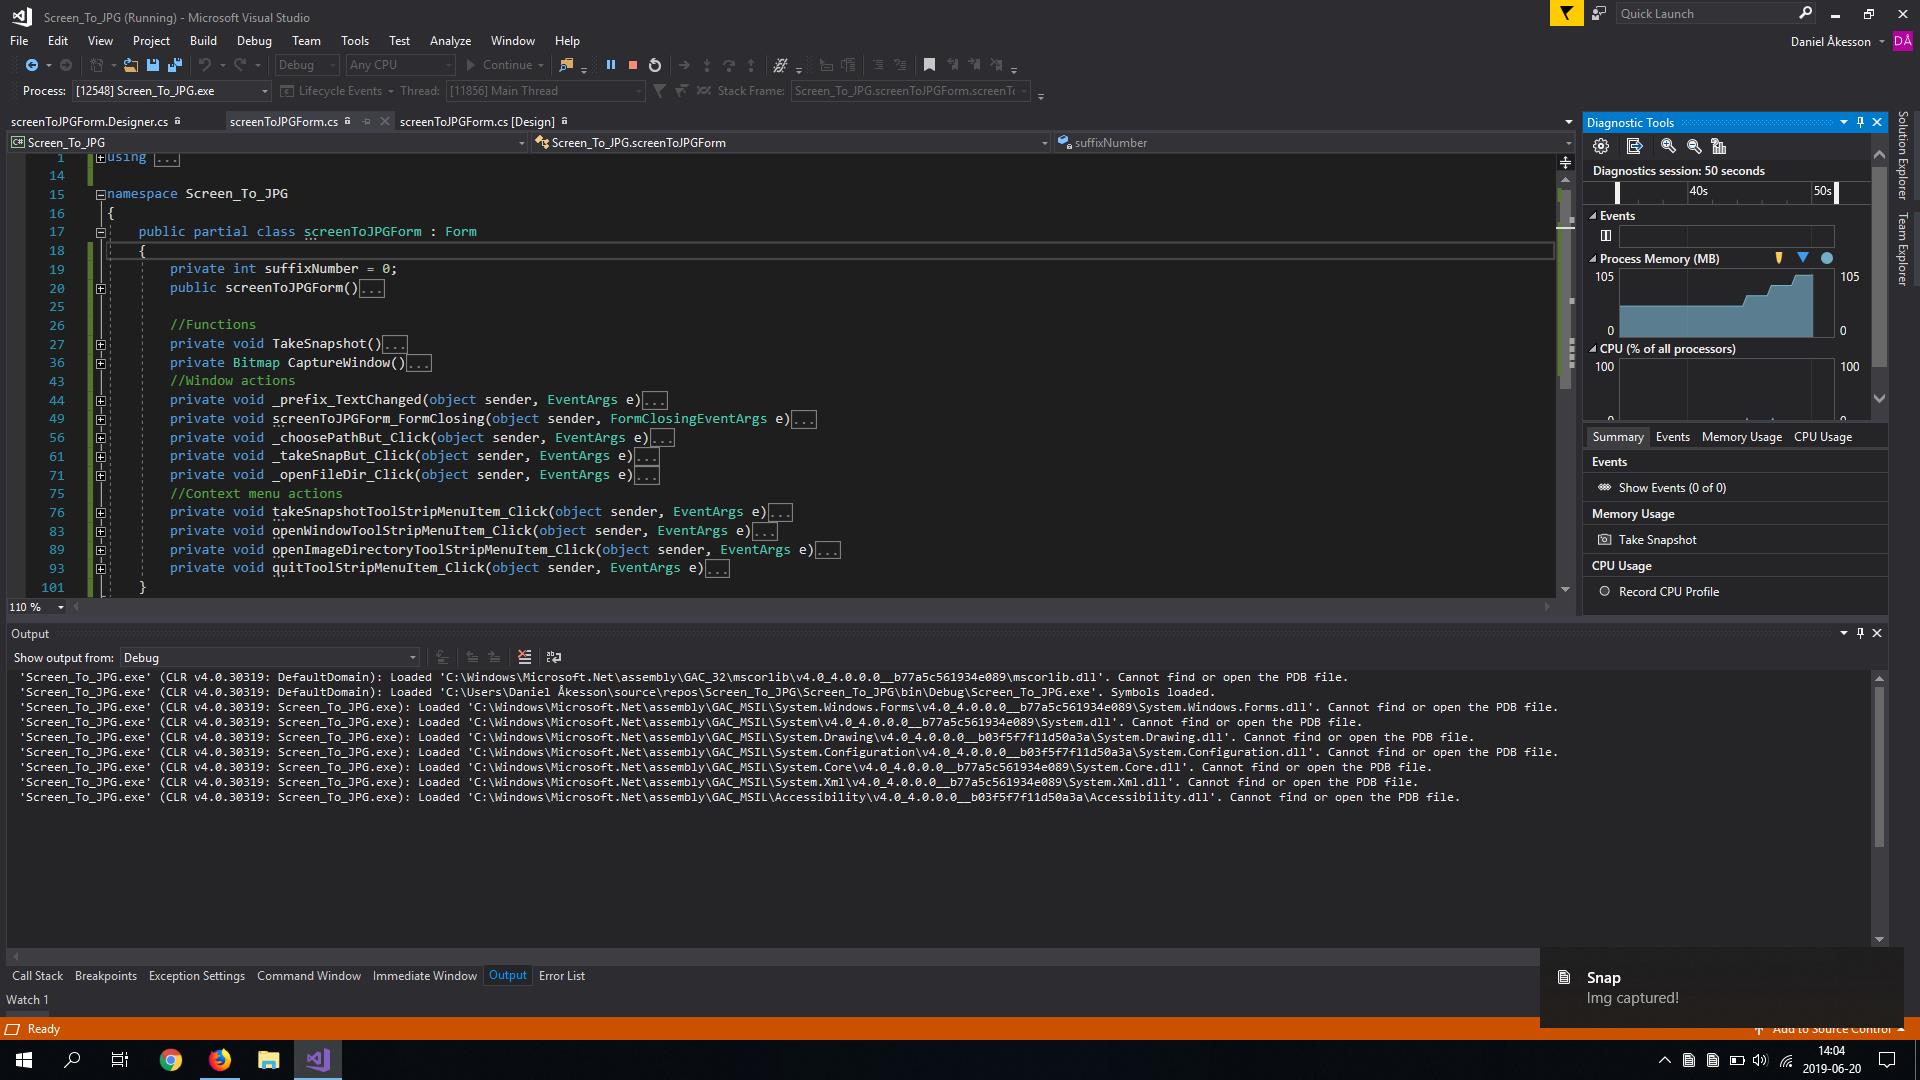 Screen_To_JPG (Running) - Microsoft Visual Studio
Quick Launch
File Edit View Project Build Debug Team Tools Test Analyze Window Help
Daniel Åkesson DÅ
Debug Any CPU Continue
Process: [12548] Screen_To_JPG.exe Lifecycle Events Thread: [11856] Main Thread Stack Frame: Screen_To_JPG.screenToJPGForm.screenTo
screenToJPGForm.Designer.cs screenToJPGForm.cs screenToJPGForm.cs [Design]
C# Screen_To_JPG Screen_To_JPG.screenToJPGForm suffixNumber
1 using ...
14
15 namespace Screen_To_JPG
16 {
17 public partial class screenToJPGForm : Form
18 {
19 private int suffixNumber = 0;
20 public screenToJPGForm()...
25
26 //Functions
27 private void TakeSnapshot()...
36 private Bitmap CaptureWindow()...
43 //Window actions
44 private void _prefix_TextChanged(object sender, EventArgs e)...
49 private void screenToJPGForm_FormClosing(object sender, FormClosingEventArgs e)...
56 private void _choosePathBut_Click(object sender, EventArgs e)...
61 private void _takeSnapBut_Click(object sender, EventArgs e)...
71 private void _openFileDir_Click(object sender, EventArgs e)...
75 //Context menu actions
76 private void takeSnapshotToolStripMenuItem_Click(object sender, EventArgs e)...
83 private void openWindowToolStripMenuItem_Click(object sender, EventArgs e)...
89 private void openImageDirectoryToolStripMenuItem_Click(object sender, EventArgs e)...
93 private void quitToolStripMenuItem_Click(object sender, EventArgs e)...
101 }
110 %
Diagnostic Tools
Diagnostics session: 50 seconds
40s 50s
Events
Process Memory (MB)
105 105
0 0
CPU (% of all processors)
100 100
0 0
Summary Events Memory Usage CPU Usage
Events
Show Events (0 of 0)
Memory Usage
Take Snapshot
CPU Usage
Record CPU Profile
Solution Explorer
Team Explorer
Output
Show output from: Debug
'Screen_To_JPG.exe' (CLR v4.0.30319: DefaultDomain): Loaded 'C:\Windows\Microsoft.Net\assembly\GAC_32\mscorlib\v4.0_4.0.0.0__b77a5c561934e089\mscorlib.dll'. Cannot find or open the PDB file.
'Screen_To_JPG.exe' (CLR v4.0.30319: DefaultDomain): Loaded 'C:\Users\Daniel Åkesson\source\repos\Screen_To_JPG\Screen_To_JPG\bin\Debug\Screen_To_JPG.exe'. Symbols loaded.
'Screen_To_JPG.exe' (CLR v4.0.30319: Screen_To_JPG.exe): Loaded 'C:\Windows\Microsoft.Net\assembly\GAC_MSIL\System.Windows.Forms\v4.0_4.0.0.0__b77a5c561934e089\System.Windows.Forms.dll'. Cannot find or open the PDB file.
'Screen_To_JPG.exe' (CLR v4.0.30319: Screen_To_JPG.exe): Loaded 'C:\Windows\Microsoft.Net\assembly\GAC_MSIL\System\v4.0_4.0.0.0__b77a5c561934e089\System.dll'. Cannot find or open the PDB file.
'Screen_To_JPG.exe' (CLR v4.0.30319: Screen_To_JPG.exe): Loaded 'C:\Windows\Microsoft.Net\assembly\GAC_MSIL\System.Drawing\v4.0_4.0.0.0__b03f5f7f11d50a3a\System.Drawing.dll'. Cannot find or open the PDB file.
'Screen_To_JPG.exe' (CLR v4.0.30319: Screen_To_JPG.exe): Loaded 'C:\Windows\Microsoft.Net\assembly\GAC_MSIL\System.Configuration\v4.0_4.0.0.0__b03f5f7f11d50a3a\System.Configuration.dll'. Cannot find or open the PDB file.
'Screen_To_JPG.exe' (CLR v4.0.30319: Screen_To_JPG.exe): Loaded 'C:\Windows\Microsoft.Net\assembly\GAC_MSIL\System.Core\v4.0_4.0.0.0__b77a5c561934e089\System.Core.dll'. Cannot find or open the PDB file.
'Screen_To_JPG.exe' (CLR v4.0.30319: Screen_To_JPG.exe): Loaded 'C:\Windows\Microsoft.Net\assembly\GAC_MSIL\System.Xml\v4.0_4.0.0.0__b77a5c561934e089\System.Xml.dll'. Cannot find or open the PDB file.
'Screen_To_JPG.exe' (CLR v4.0.30319: Screen_To_JPG.exe): Loaded 'C:\Windows\Microsoft.Net\assembly\GAC_MSIL\Accessibility\v4.0_4.0.0.0__b03f5f7f11d50a3a\Accessibility.dll'. Cannot find or open the PDB file.
Call Stack Breakpoints Exception Settings Command Window Immediate Window Output Error List
Watch 1
Snap
Img captured!
Ready
Add to Source Control
14:04
2019-06-20